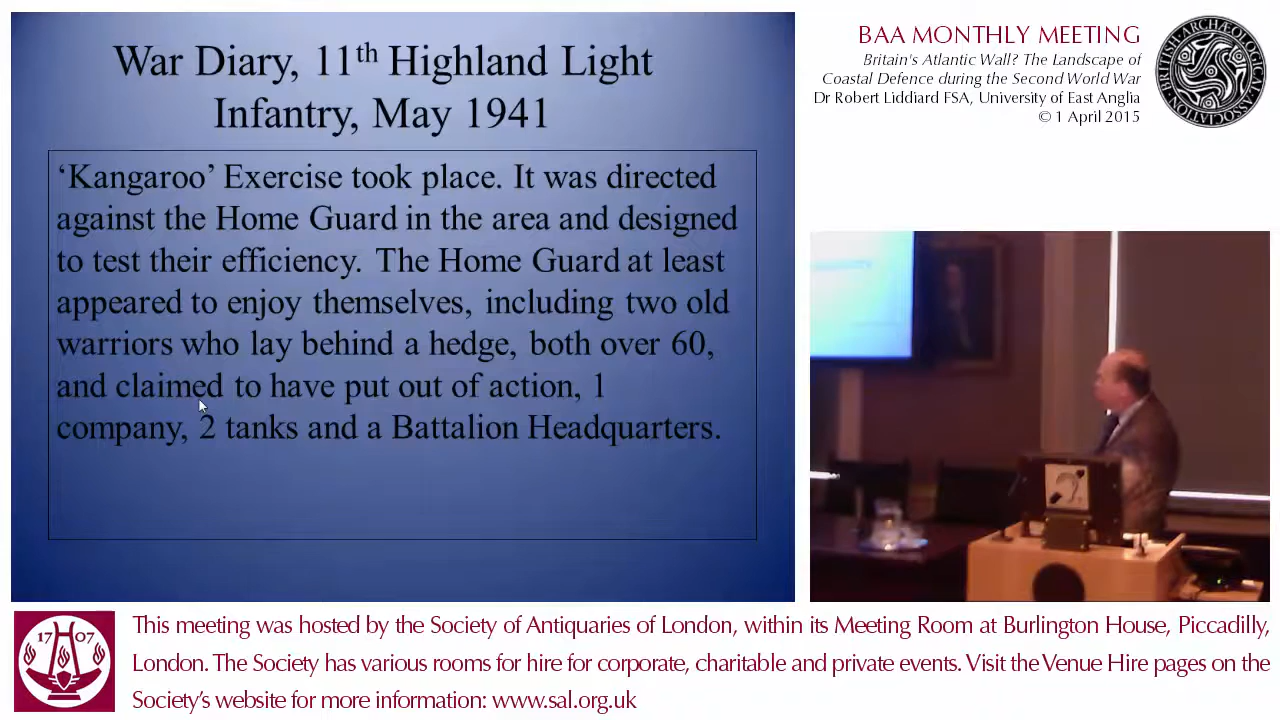 War Diary, 11th Highland Light
Infantry, May 1941
‘Kangaroo’ Exercise took place. It was directed
against the Home Guard in the area and designed
to test their efficiency. The Home Guard at least
appeared to enjoy themselves, including two old
warriors who lay behind a hedge, both over 60,
and claimed to have put out of action, 1
company, 2 tanks and a Battalion Headquarters.
BAA MONTHLY MEETING
Britain's Atlantic Wall? The Landscape of
Coastal Defence during the Second World War
Dr Robert Liddiard FSA, University of East Anglia
© 1 April 2015
BRITISH·ARCHÆOLOGICAL·ASSOCIATION
17 07
This meeting was hosted by the Society of Antiquaries of London, within its Meeting Room at Burlington House, Piccadilly,
London. The Society has various rooms for hire for corporate, charitable and private events. Visit the Venue Hire pages on the
Society’s website for more information: www.sal.org.uk